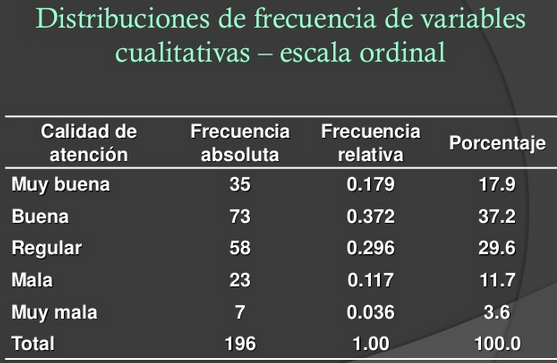 Distribuciones de frecuencia de variables
cualitativas – escala ordinal
Calidad de atención Frecuencia absoluta Frecuencia relativa Porcentaje
Muy buena 35 0.179 17.9
Buena 73 0.372 37.2
Regular 58 0.296 29.6
Mala 23 0.117 11.7
Muy mala 7 0.036 3.6
Total 196 1.00 100.0